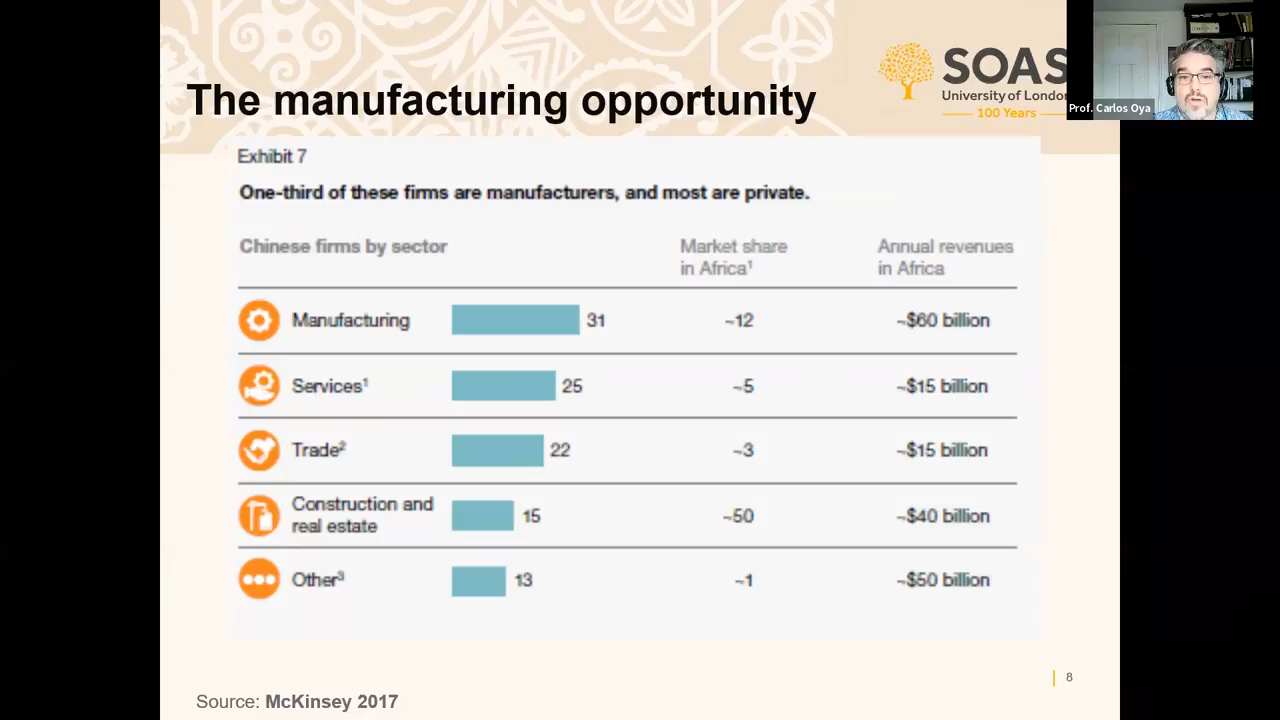 The manufacturing opportunity
SOAS
University of London
100 Years
Prof. Carlos Oya
Exhibit 7
One-third of these firms are manufacturers, and most are private.
Chinese firms by sector
Market share
in Africa¹
Annual revenues
in Africa
Manufacturing 31 ~12 ~$60 billion
Services¹ 25 ~5 ~$15 billion
Trade² 22 ~3 ~$15 billion
Construction and
real estate 15 ~50 ~$40 billion
Other³ 13 ~1 ~$50 billion
8
Source: McKinsey 2017